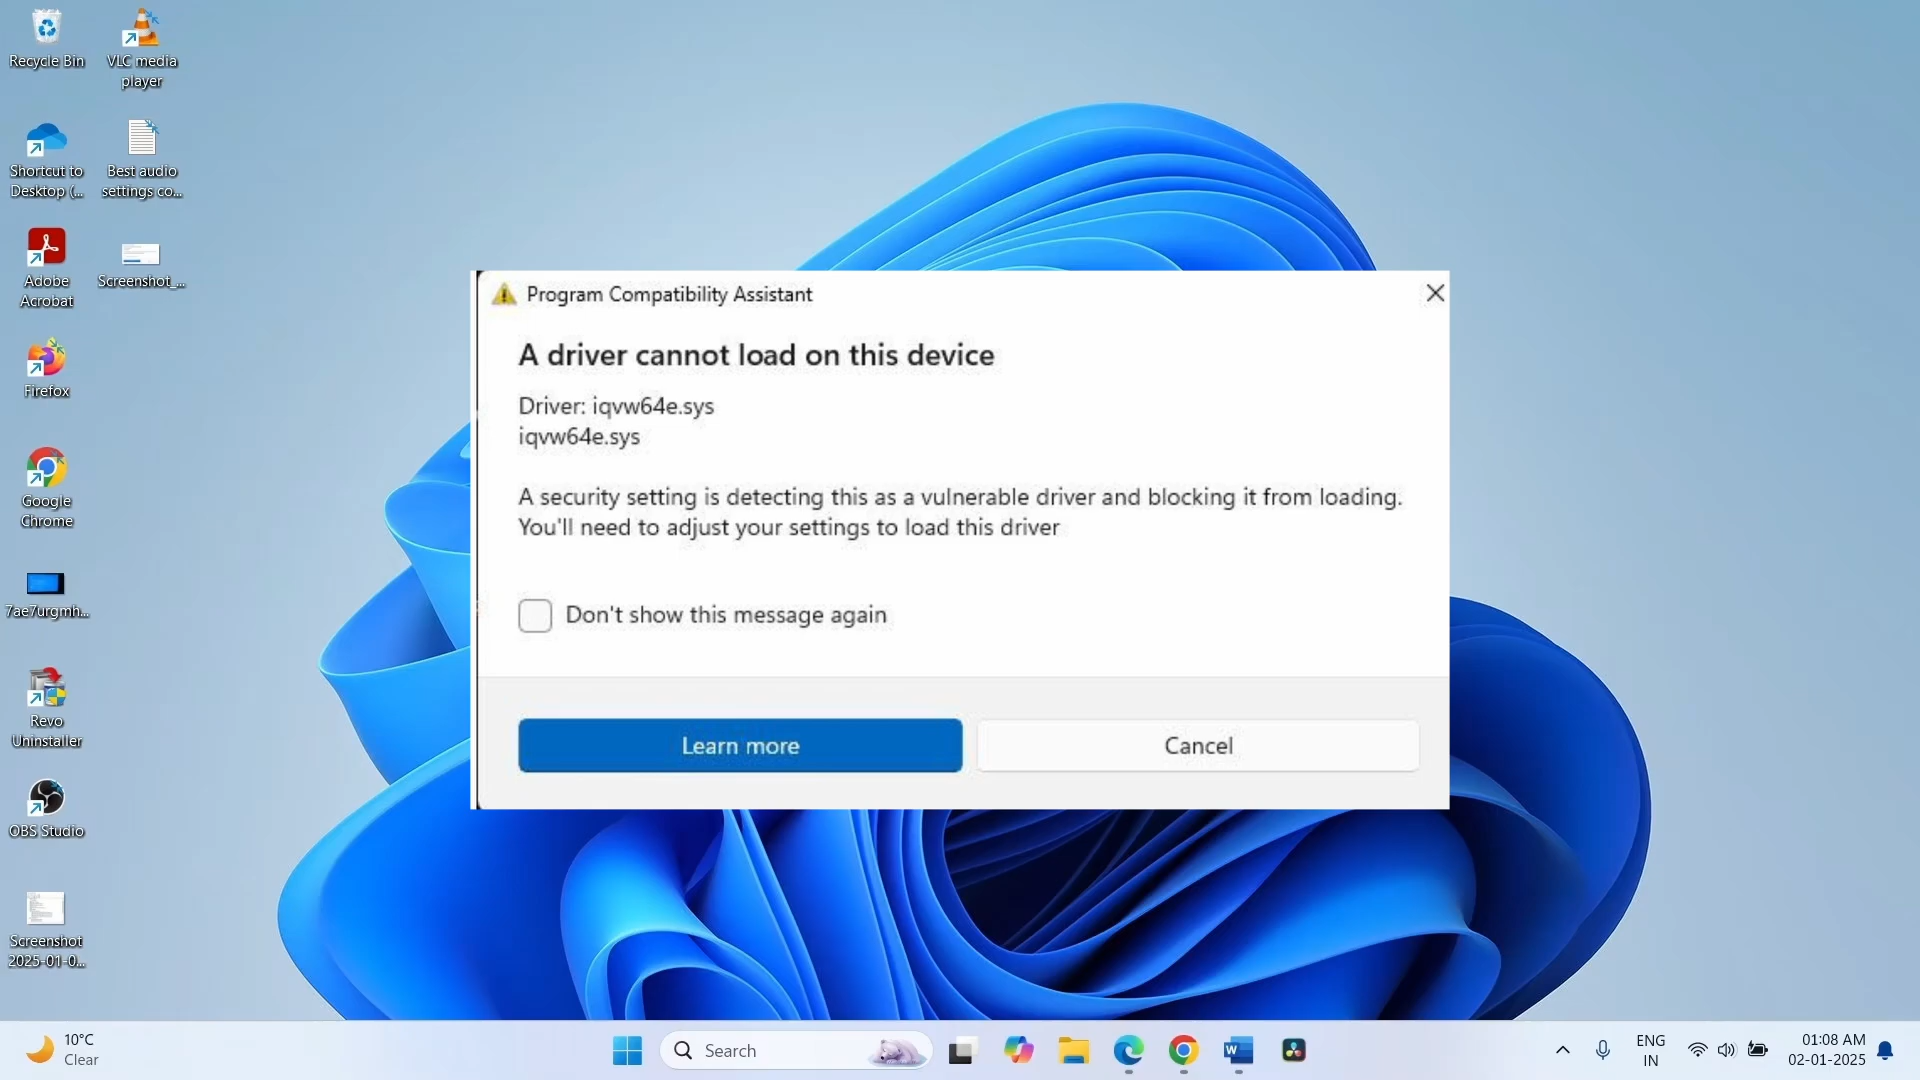 Recycle Bin
VLC media
player
Shortcut to
Desktop (...
Best audio
settings co...
Adobe
Acrobat
Screenshot_...
Firefox
Google
Chrome
7ae7urgmh...
Revo
Uninstaller
OBS Studio
Screenshot
2025-01-0...
Program Compatibility Assistant
A driver cannot load on this device
Driver: iqvw64e.sys
iqvw64e.sys
A security setting is detecting this as a vulnerable driver and blocking it from loading.
You'll need to adjust your settings to load this driver
Don't show this message again
Learn more
Cancel
10°C
Clear
Search
ENG
IN
01:08 AM
02-01-2025